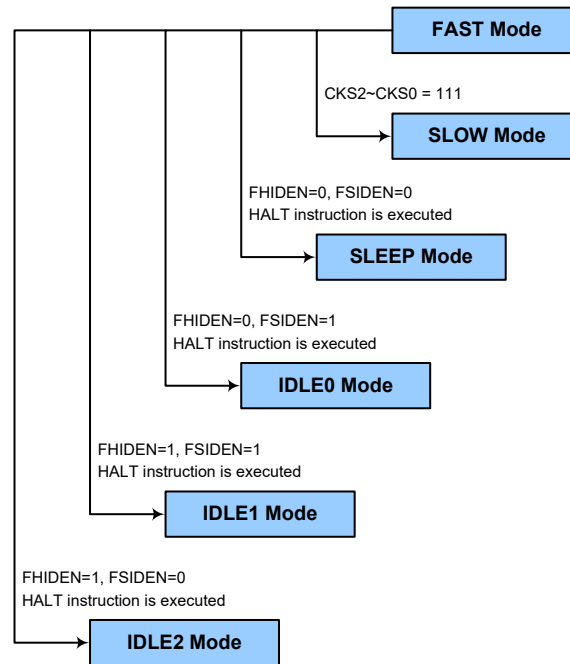 FAST Mode
CKS2~CKS0 = 111
SLOW Mode
FHIDEN=0, FSIDEN=0
HALT instruction is executed
SLEEP Mode
FHIDEN=0, FSIDEN=1
HALT instruction is executed
IDLE0 Mode
FHIDEN=1, FSIDEN=1
HALT instruction is executed
IDLE1 Mode
FHIDEN=1, FSIDEN=0
HALT instruction is executed
IDLE2 Mode